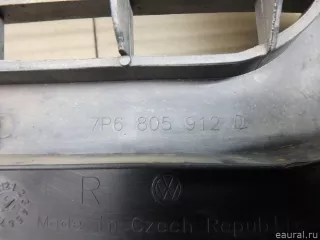 7P6 805 912 D
R
Made in Czech Republic
eaural.ru